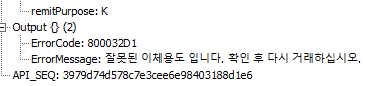 remitPurpose: K
Output {} (2)
ErrorCode: 800032D1
ErrorMessage: 잘못된 이체용도 입니다. 확인 후 다시 거래하십시오.
API_SEQ: 3979d74d578c7e3cee6e98403188d1e6